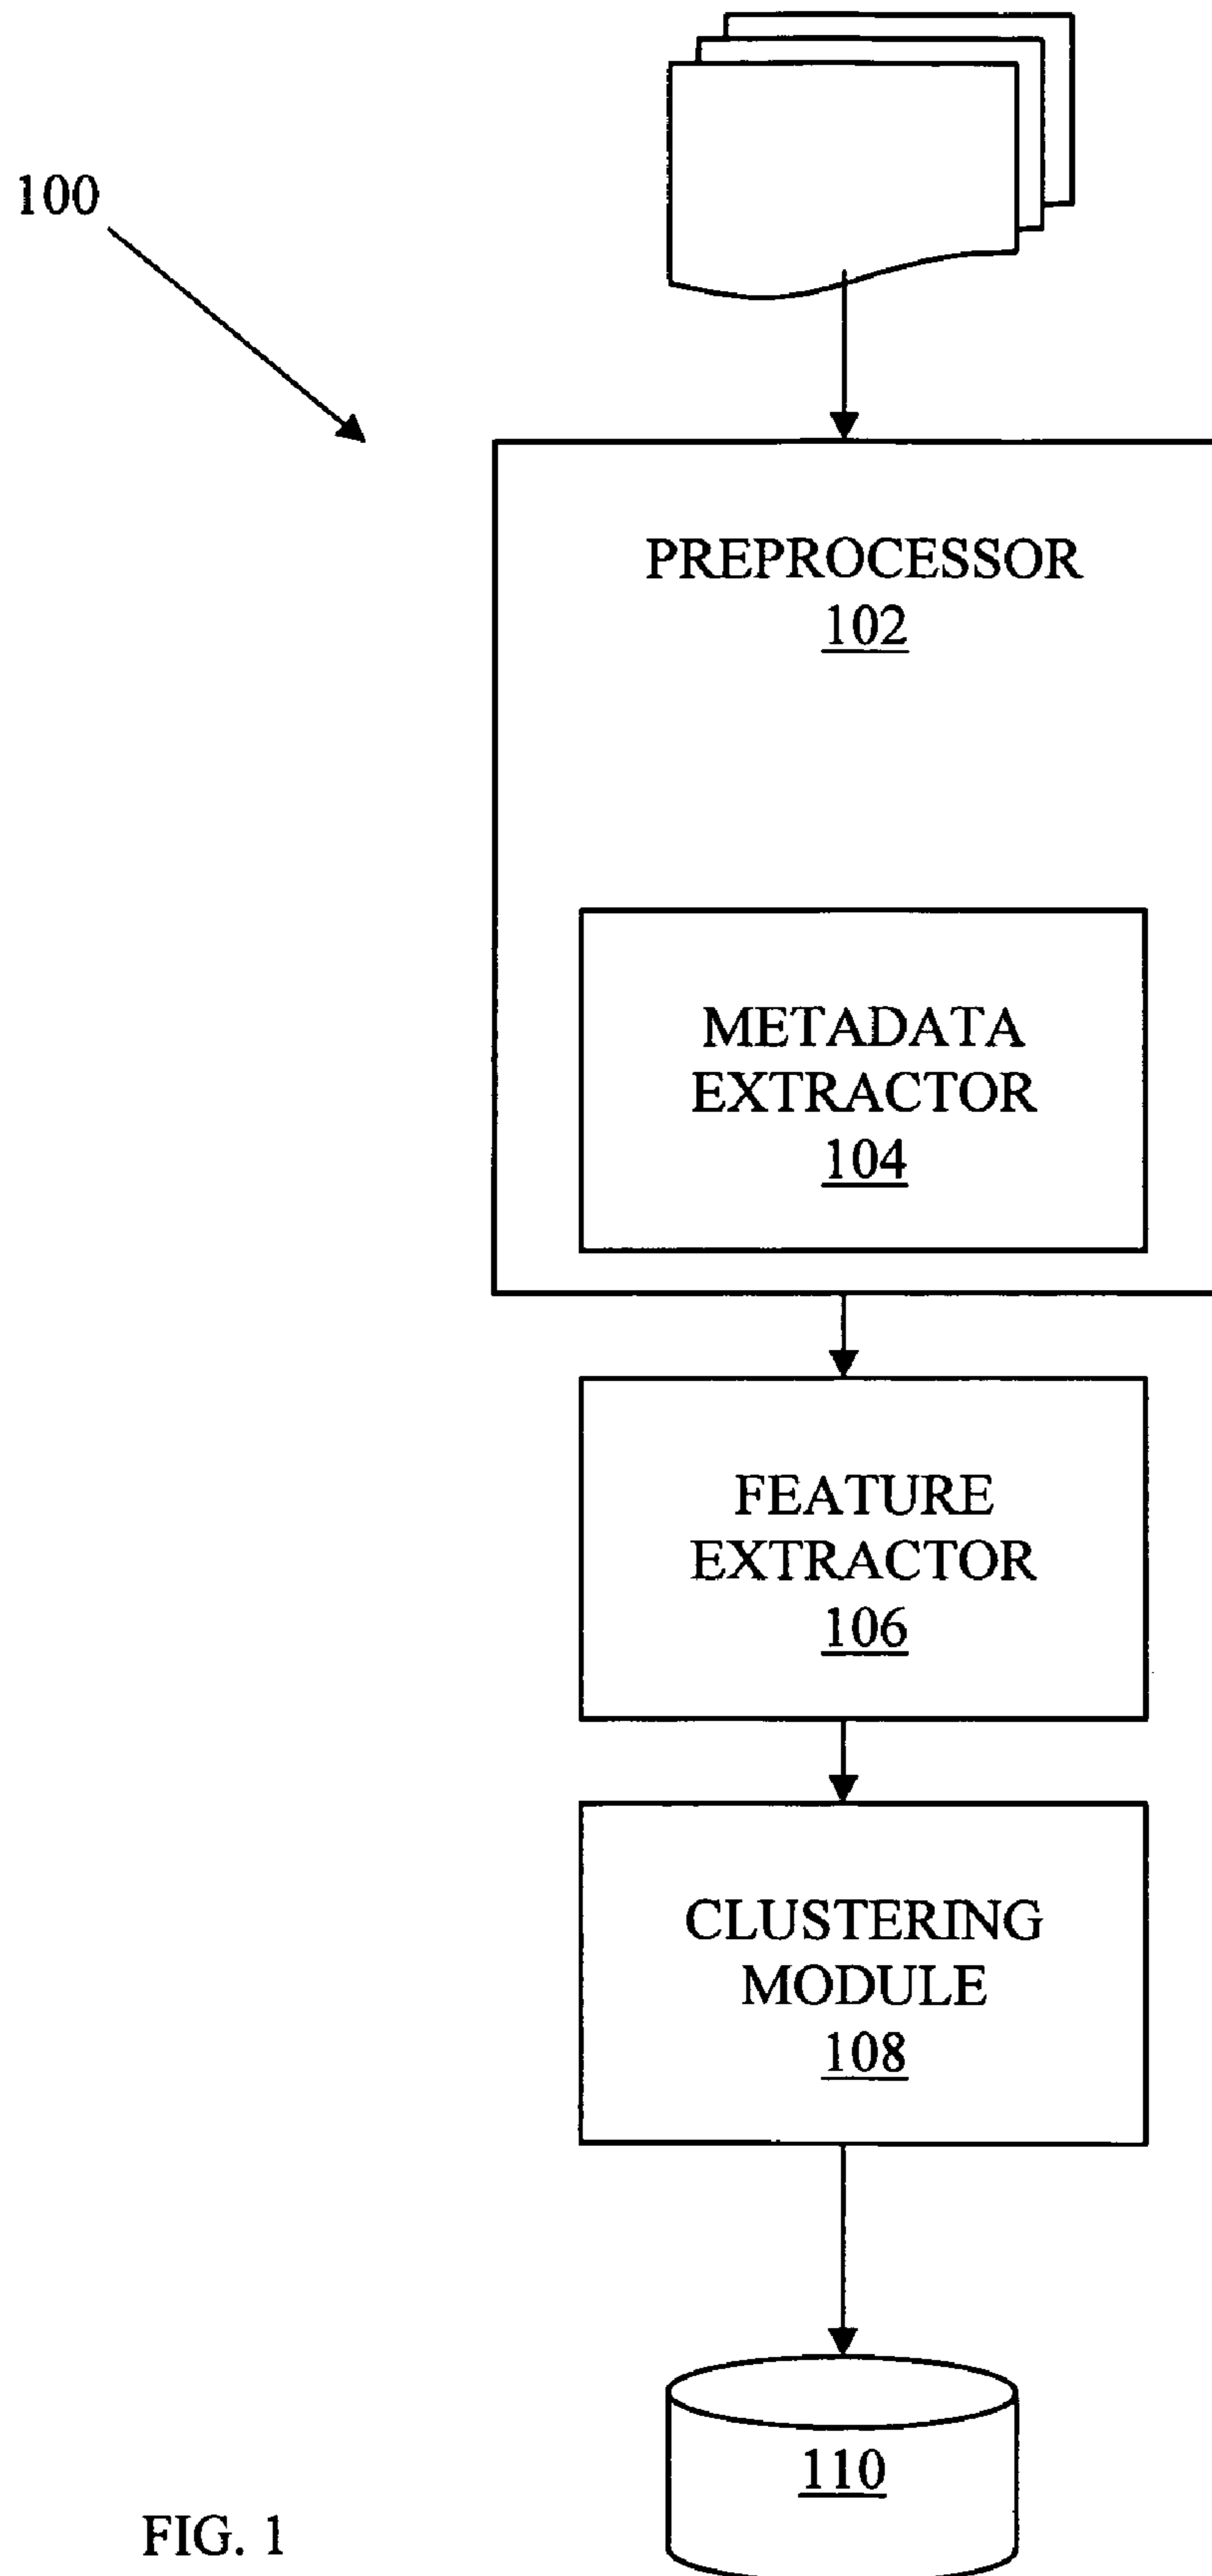 100
PREPROCESSOR
102
METADATA
EXTRACTOR
104
FEATURE
EXTRACTOR
106
CLUSTERING
MODULE
108
110
FIG. 1